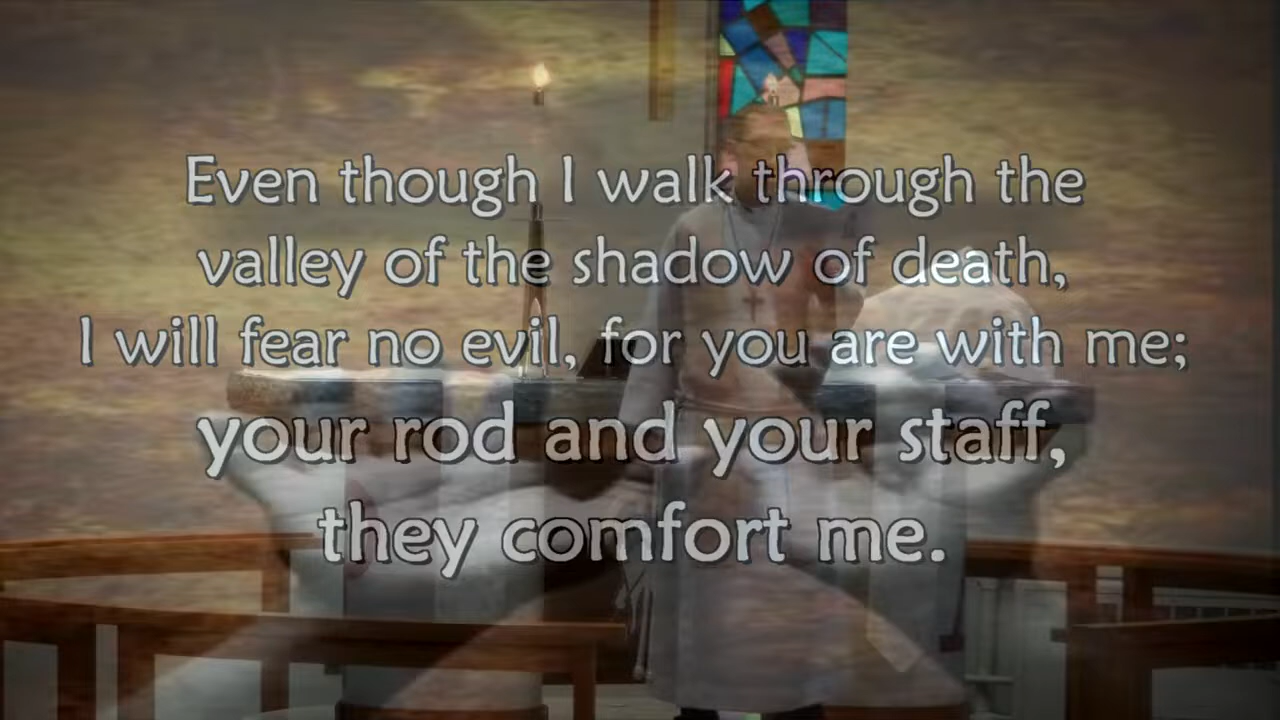 Even though I walk through the
valley of the shadow of death,
I will fear no evil, for you are with me;
your rod and your staff,
they comfort me.